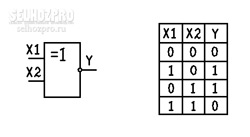 SELHOZPRO
selhozpro.ru
X1
X2
=1
Y
X1 X2 Y
0 0 0
1 0 1
0 1 1
1 1 0